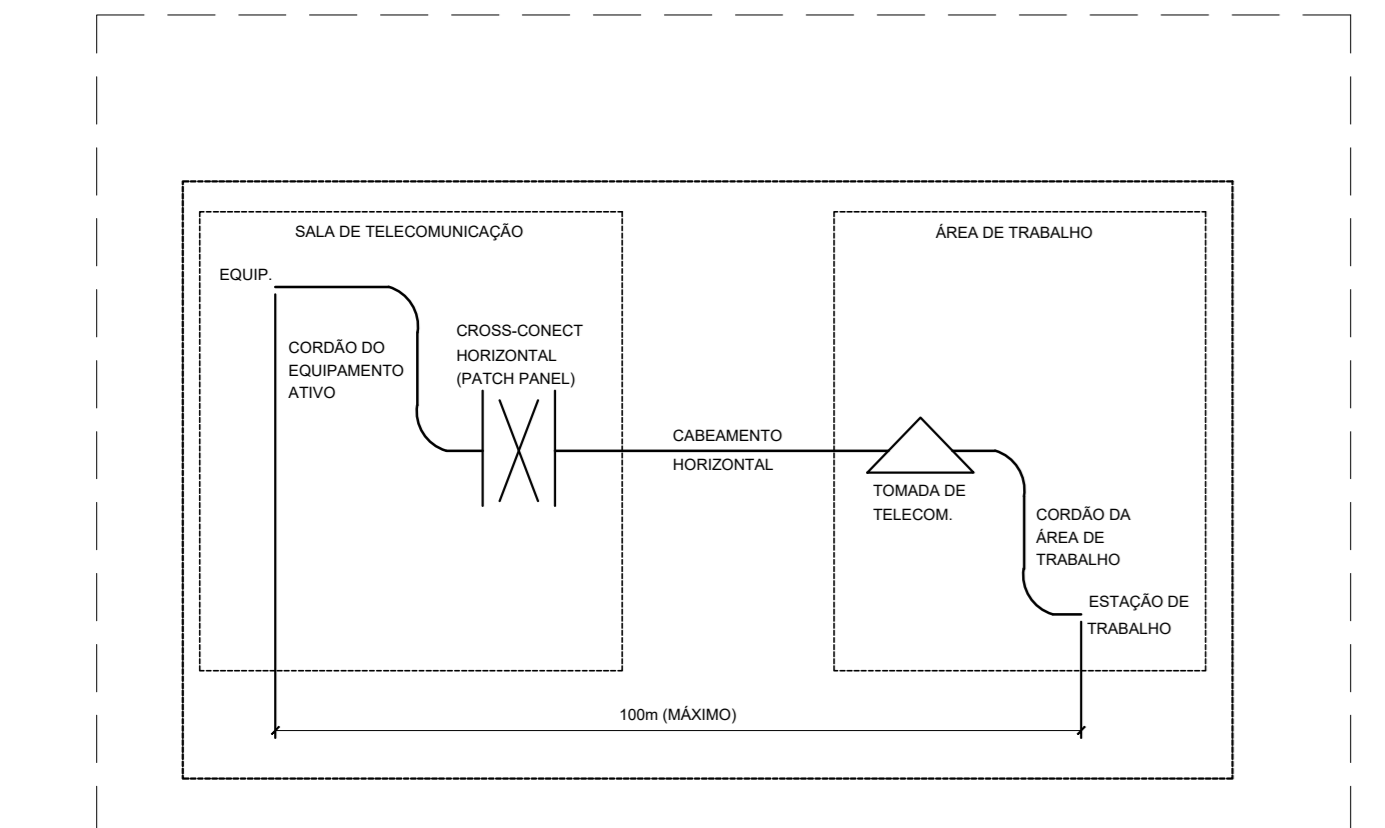 SALA DE TELECOMUNICAÇÃO
EQUIP.
CORDÃO DO
EQUIPAMENTO
ATIVO
CROSS-CONECT
HORIZONTAL
(PATCH PANEL)
CABEAMENTO
HORIZONTAL
ÁREA DE TRABALHO
TOMADA DE
TELECOM.
CORDÃO DA
ÁREA DE
TRABALHO
ESTAÇÃO DE
TRABALHO
100m (MÁXIMO)